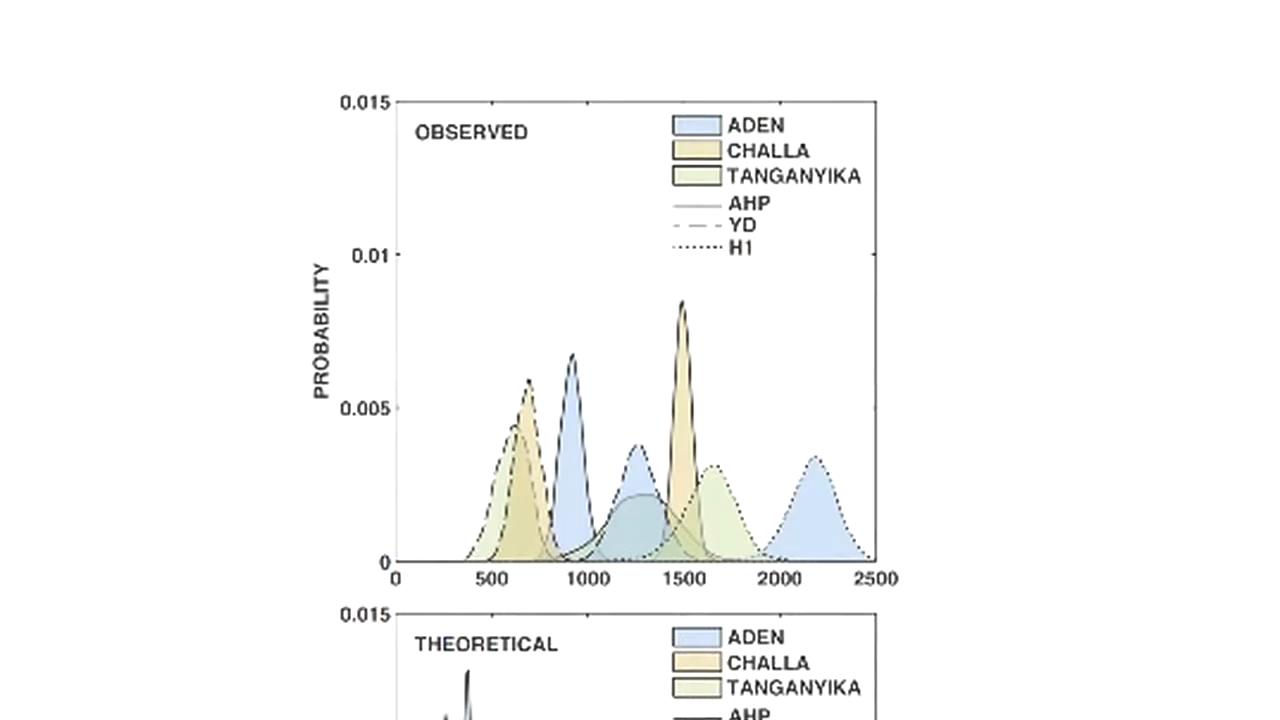 0.015
OBSERVED
ADEN
CHALLA
TANGANYIKA
AHP
YD
H1
0.01
PROBABILITY
0.005
0
0 500 1000 1500 2000 2500
0.015
THEORETICAL
ADEN
CHALLA
TANGANYIKA
AHP